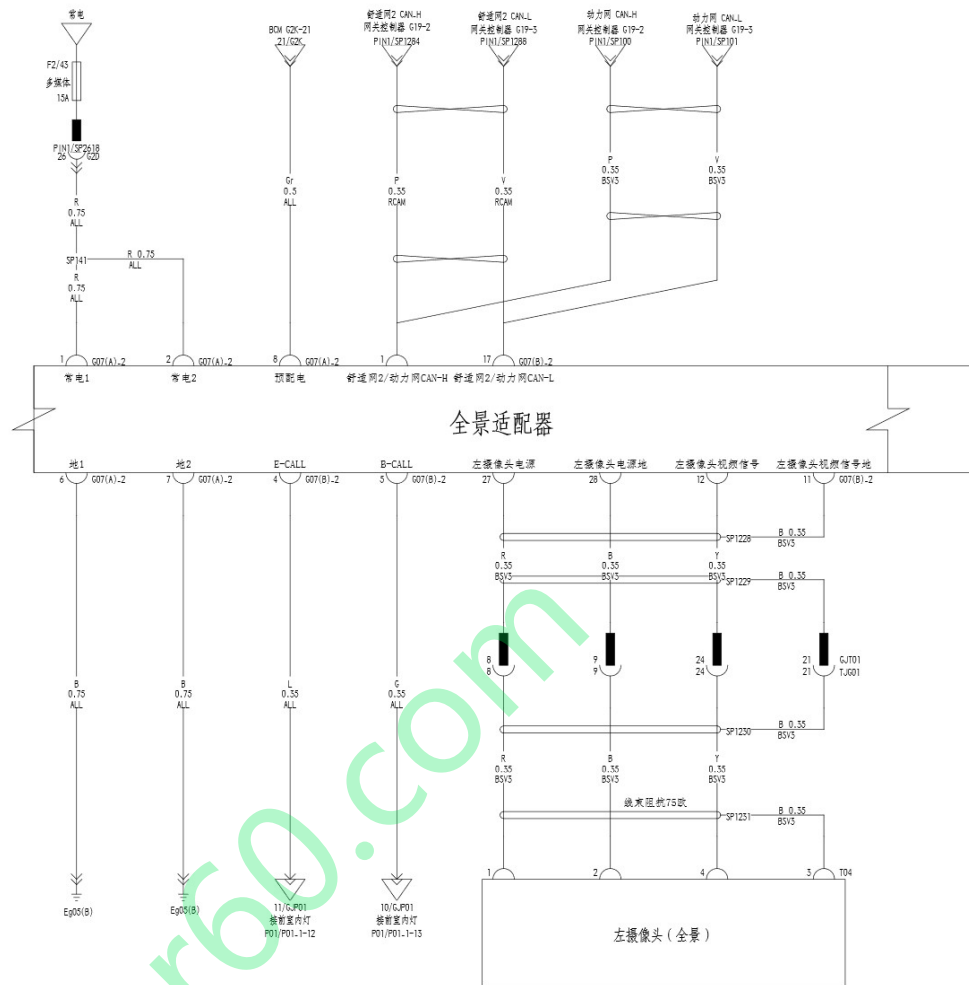 常电
F2/43
多媒体
15A
PIN1/SP2618
26 G2D
R
0.75
ALL
SP141
R 0.75
ALL
R
0.75
ALL
BCM G2K-21
21/G2K
Gr
0.5
ALL
舒适网2 CAN_H
网关控制器 G19-2
PIN1/SP1284
P
0.35
RCAM
舒适网2 CAN_L
网关控制器 G19-3
PIN1/SP1288
V
0.35
RCAM
动力网 CAN_H
网关控制器 G19-2
PIN1/SP100
P
0.35
BSV3
动力网 CAN_L
网关控制器 G19-3
PIN1/SP101
V
0.35
BSV3
1 G07(A)_2
2 G07(A)_2
8 G07(A)_2
1
17 G07(B)_2
常电1
常电2
预配电
舒适网2/动力网CAN-H
舒适网2/动力网CAN-L
全景适配器
地1
地2
E-CALL
B-CALL
左摄像头电源
左摄像头电源地
左摄像头视频信号
左摄像头视频信号地
6 G07(A)_2
7 G07(A)_2
4 G07(B)_2
5 G07(B)_2
27
28
12
11 G07(B)_2
SP1228
B 0.35
BSV3
R
0.35
BSV3
B
0.35
BSV3
Y
0.35
BSV3
SP1229
B 0.35
BSV3
8
8
9
9
24
24
21 GJT01
21 TJG01
B
0.75
ALL
B
0.75
ALL
L
0.35
ALL
G
0.35
ALL
SP1230
B 0.35
BSV3
R
0.35
BSV3
B
0.35
BSV3
Y
0.35
BSV3
线束阻抗75欧
SP1231
B 0.35
BSV3
1
2
4
3 T04
Eg05(B)
Eg05(B)
11/GJP01
接前室内灯
P01/P01_1-12
10/GJP01
接前室内灯
P01/P01_1-13
左摄像头(全景)
r60.com